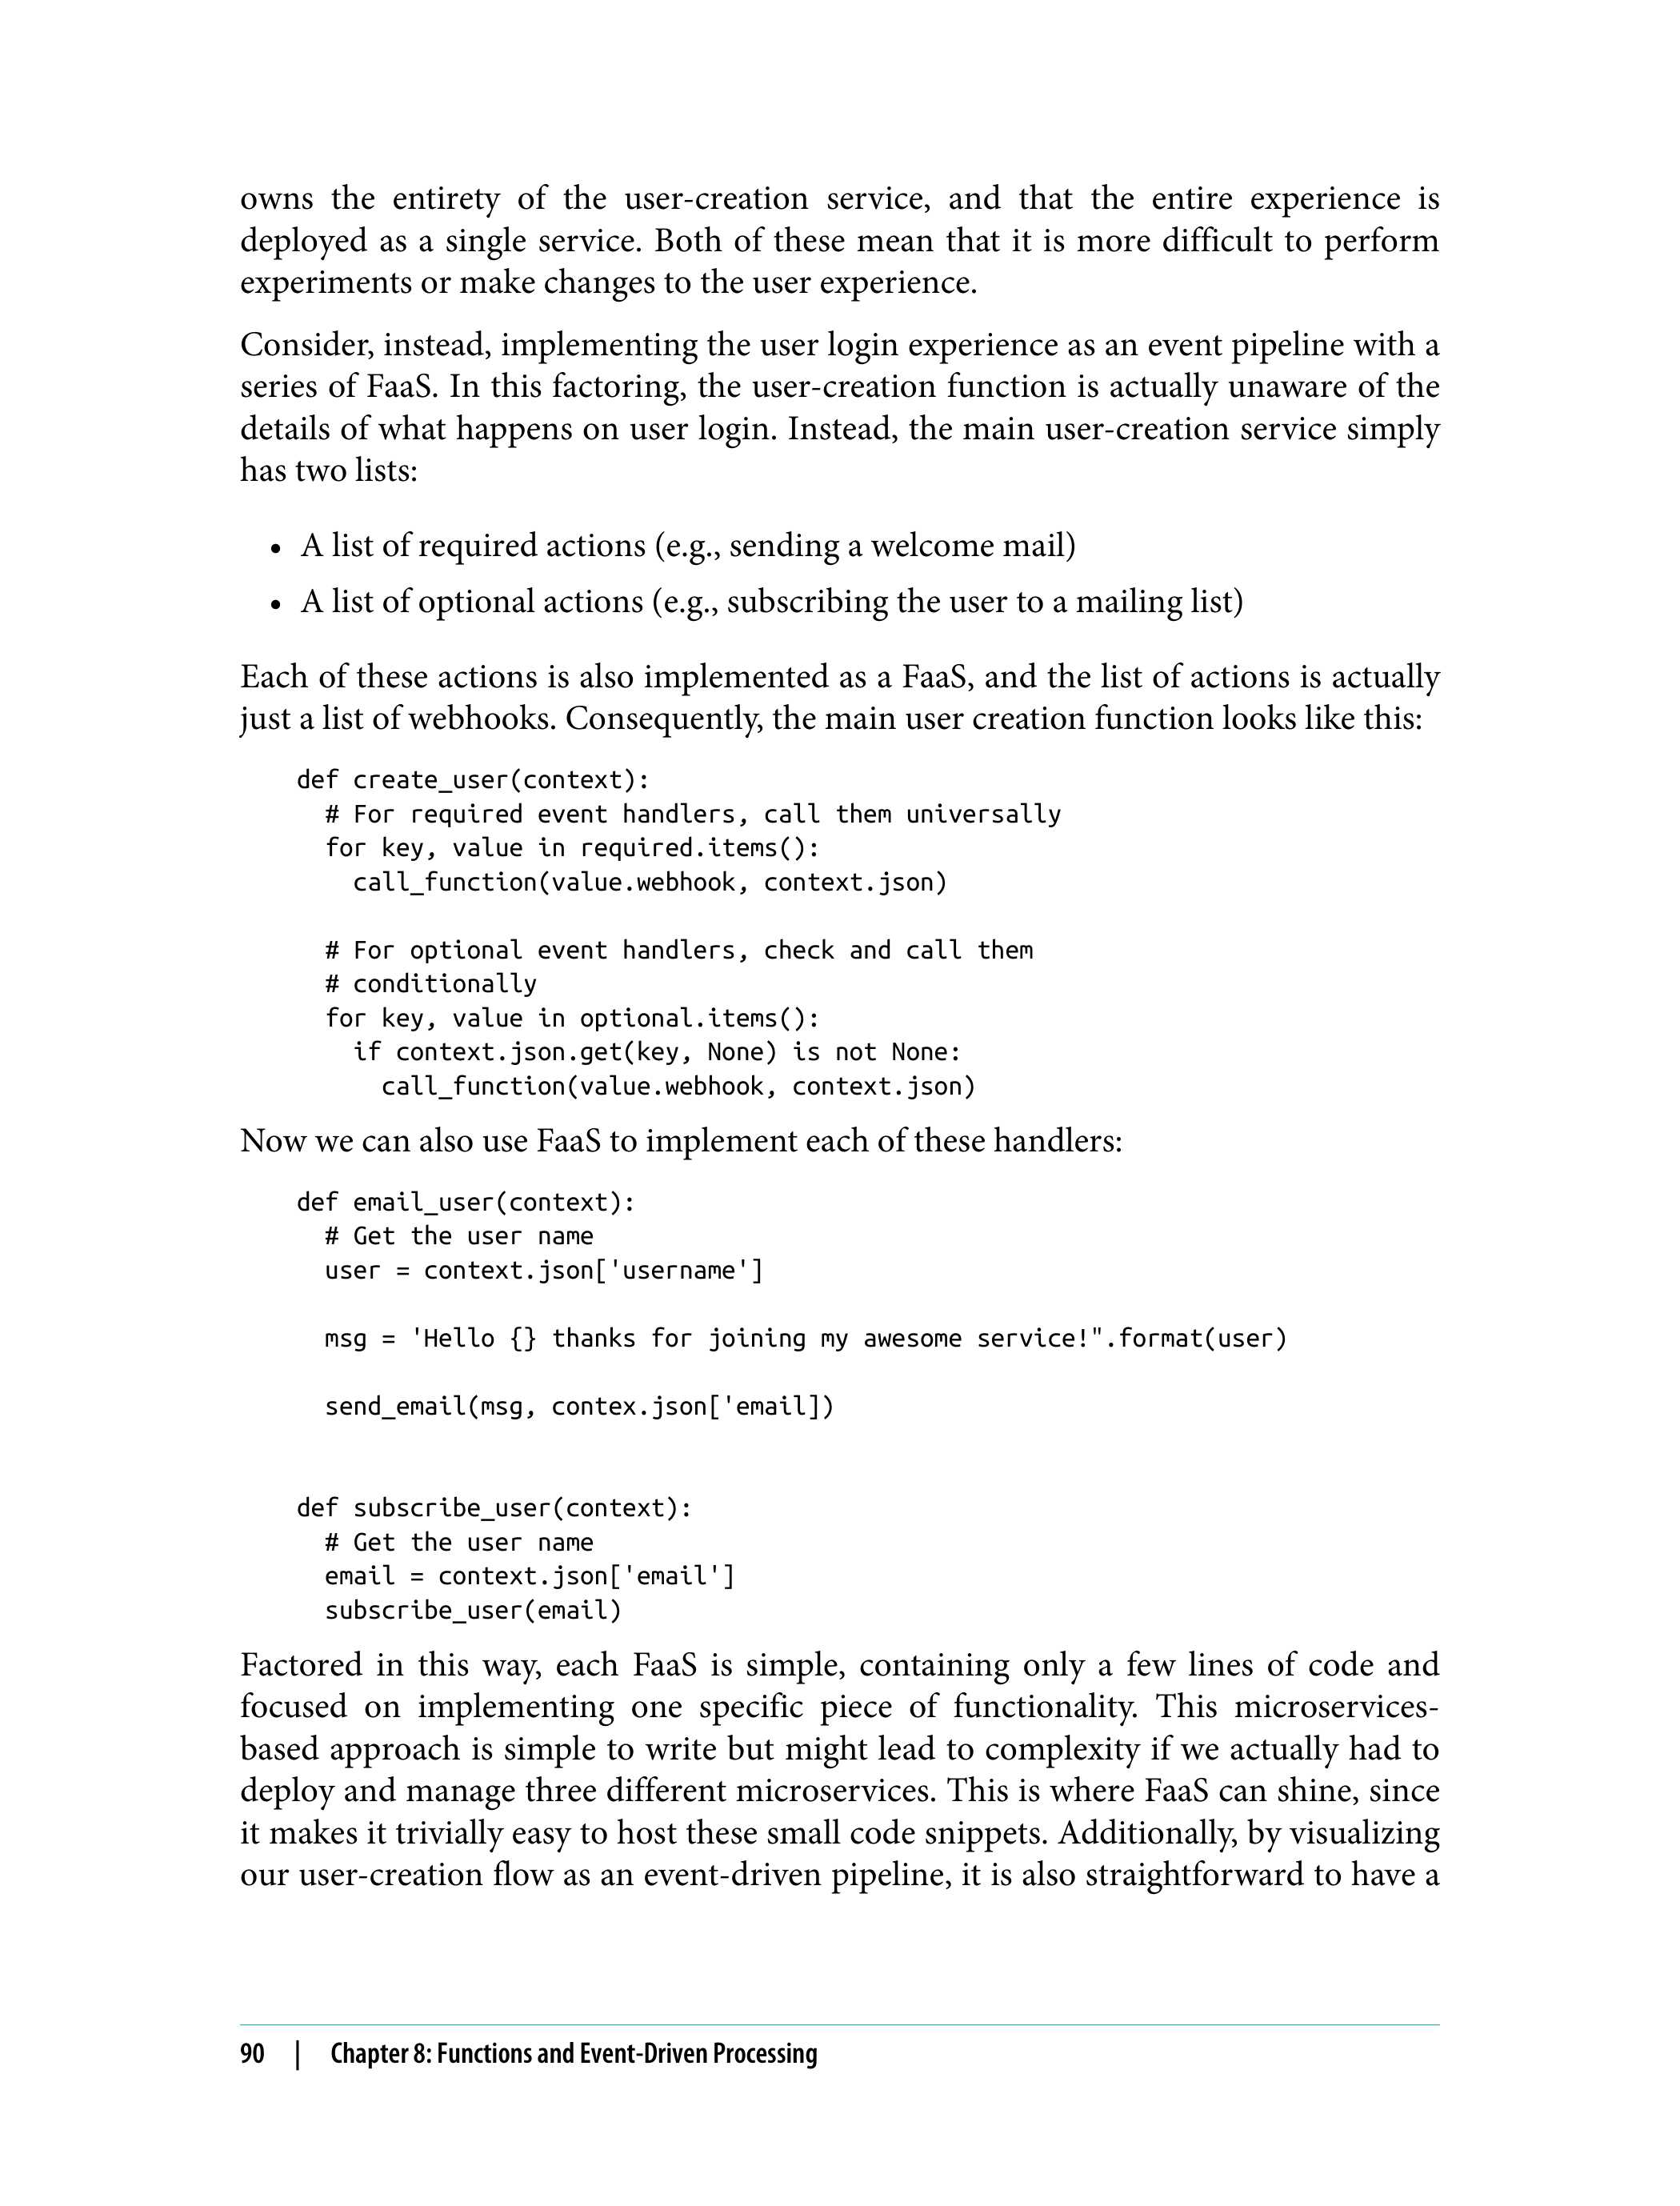 owns the entirety of the user-creation service, and that the entire experience is
deployed as a single service. Both of these mean that it is more difficult to perform
experiments or make changes to the user experience.
Consider, instead, implementing the user login experience as an event pipeline with a
series of FaaS. In this factoring, the user-creation function is actually unaware of the
details of what happens on user login. Instead, the main user-creation service simply
has two lists:
• A list of required actions (e.g., sending a welcome mail)
• A list of optional actions (e.g., subscribing the user to a mailing list)
Each of these actions is also implemented as a FaaS, and the list of actions is actually
just a list of webhooks. Consequently, the main user creation function looks like this:
def create_user(context):
  # For required event handlers, call them universally
  for key, value in required.items():
    call_function(value.webhook, context.json)
  # For optional event handlers, check and call them
  # conditionally
  for key, value in optional.items():
    if context.json.get(key, None) is not None:
      call_function(value.webhook, context.json)
Now we can also use FaaS to implement each of these handlers:
def email_user(context):
  # Get the user name
  user = context.json['username']
  msg = 'Hello {} thanks for joining my awesome service!".format(user)
  send_email(msg, contex.json['email])
def subscribe_user(context):
  # Get the user name
  email = context.json['email']
  subscribe_user(email)
Factored in this way, each FaaS is simple, containing only a few lines of code and
focused on implementing one specific piece of functionality. This microservices-
based approach is simple to write but might lead to complexity if we actually had to
deploy and manage three different microservices. This is where FaaS can shine, since
it makes it trivially easy to host these small code snippets. Additionally, by visualizing
our user-creation flow as an event-driven pipeline, it is also straightforward to have a
90 | Chapter 8: Functions and Event-Driven Processing